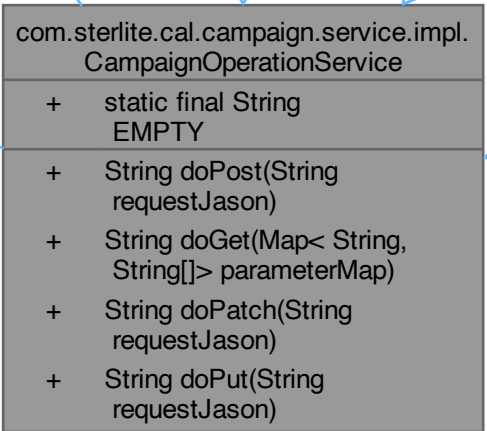 com.sterlite.cal.campaign.service.impl.
CampaignOperationService
+ static final String
EMPTY
+ String doPost(String
requestJason)
+ String doGet(Map< String,
String[]> parameterMap)
+ String doPatch(String
requestJason)
+ String doPut(String
requestJason)